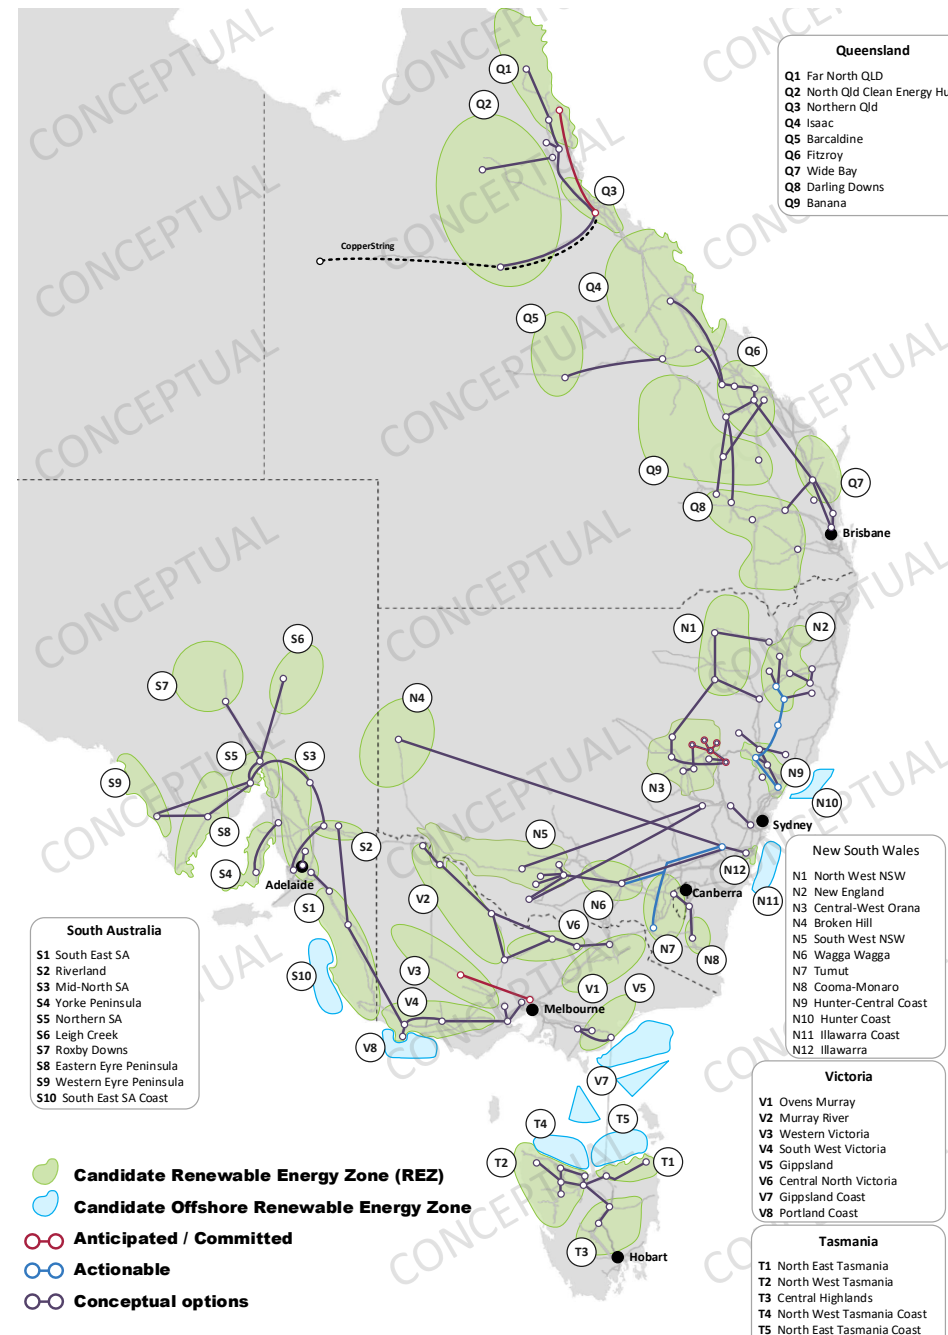 Queensland
Q1 Far North QLD
Q2 North Qld Clean Energy Hu
Q3 Northern Qld
Q4 Isaac
Q5 Barcaldine
Q6 Fitzroy
Q7 Wide Bay
Q8 Darling Downs
Q9 Banana
CONCEPTUAL
Q1
Q2
Q3
CopperString
Q4
Q5
Q6
Q9
Q7
Q8
Brisbane
N1
N2
S6
S7
N4
S5
S3
S9
N3
N9
N10
S8
Sydney
S2
N5
S4
Adelaide
N12
Canberra
V2
S1
N6
N11
V6
N7
N8
S10
V3
V1
V5
V4
Melbourne
V8
V7
T4
T5
T2
T1
T3
Hobart
New South Wales
N1 North West NSW
N2 New England
N3 Central-West Orana
N4 Broken Hill
N5 South West NSW
N6 Wagga Wagga
N7 Tumut
N8 Cooma-Monaro
N9 Hunter-Central Coast
N10 Hunter Coast
N11 Illawarra Coast
N12 Illawarra
South Australia
S1 South East SA
S2 Riverland
S3 Mid-North SA
S4 Yorke Peninsula
S5 Northern SA
S6 Leigh Creek
S7 Roxby Downs
S8 Eastern Eyre Peninsula
S9 Western Eyre Peninsula
S10 South East SA Coast
Victoria
V1 Ovens Murray
V2 Murray River
V3 Western Victoria
V4 South West Victoria
V5 Gippsland
V6 Central North Victoria
V7 Gippsland Coast
V8 Portland Coast
Tasmania
T1 North East Tasmania
T2 North West Tasmania
T3 Central Highlands
T4 North West Tasmania Coast
T5 North East Tasmania Coast
Candidate Renewable Energy Zone (REZ)
Candidate Offshore Renewable Energy Zone
Anticipated / Committed
Actionable
Conceptual options